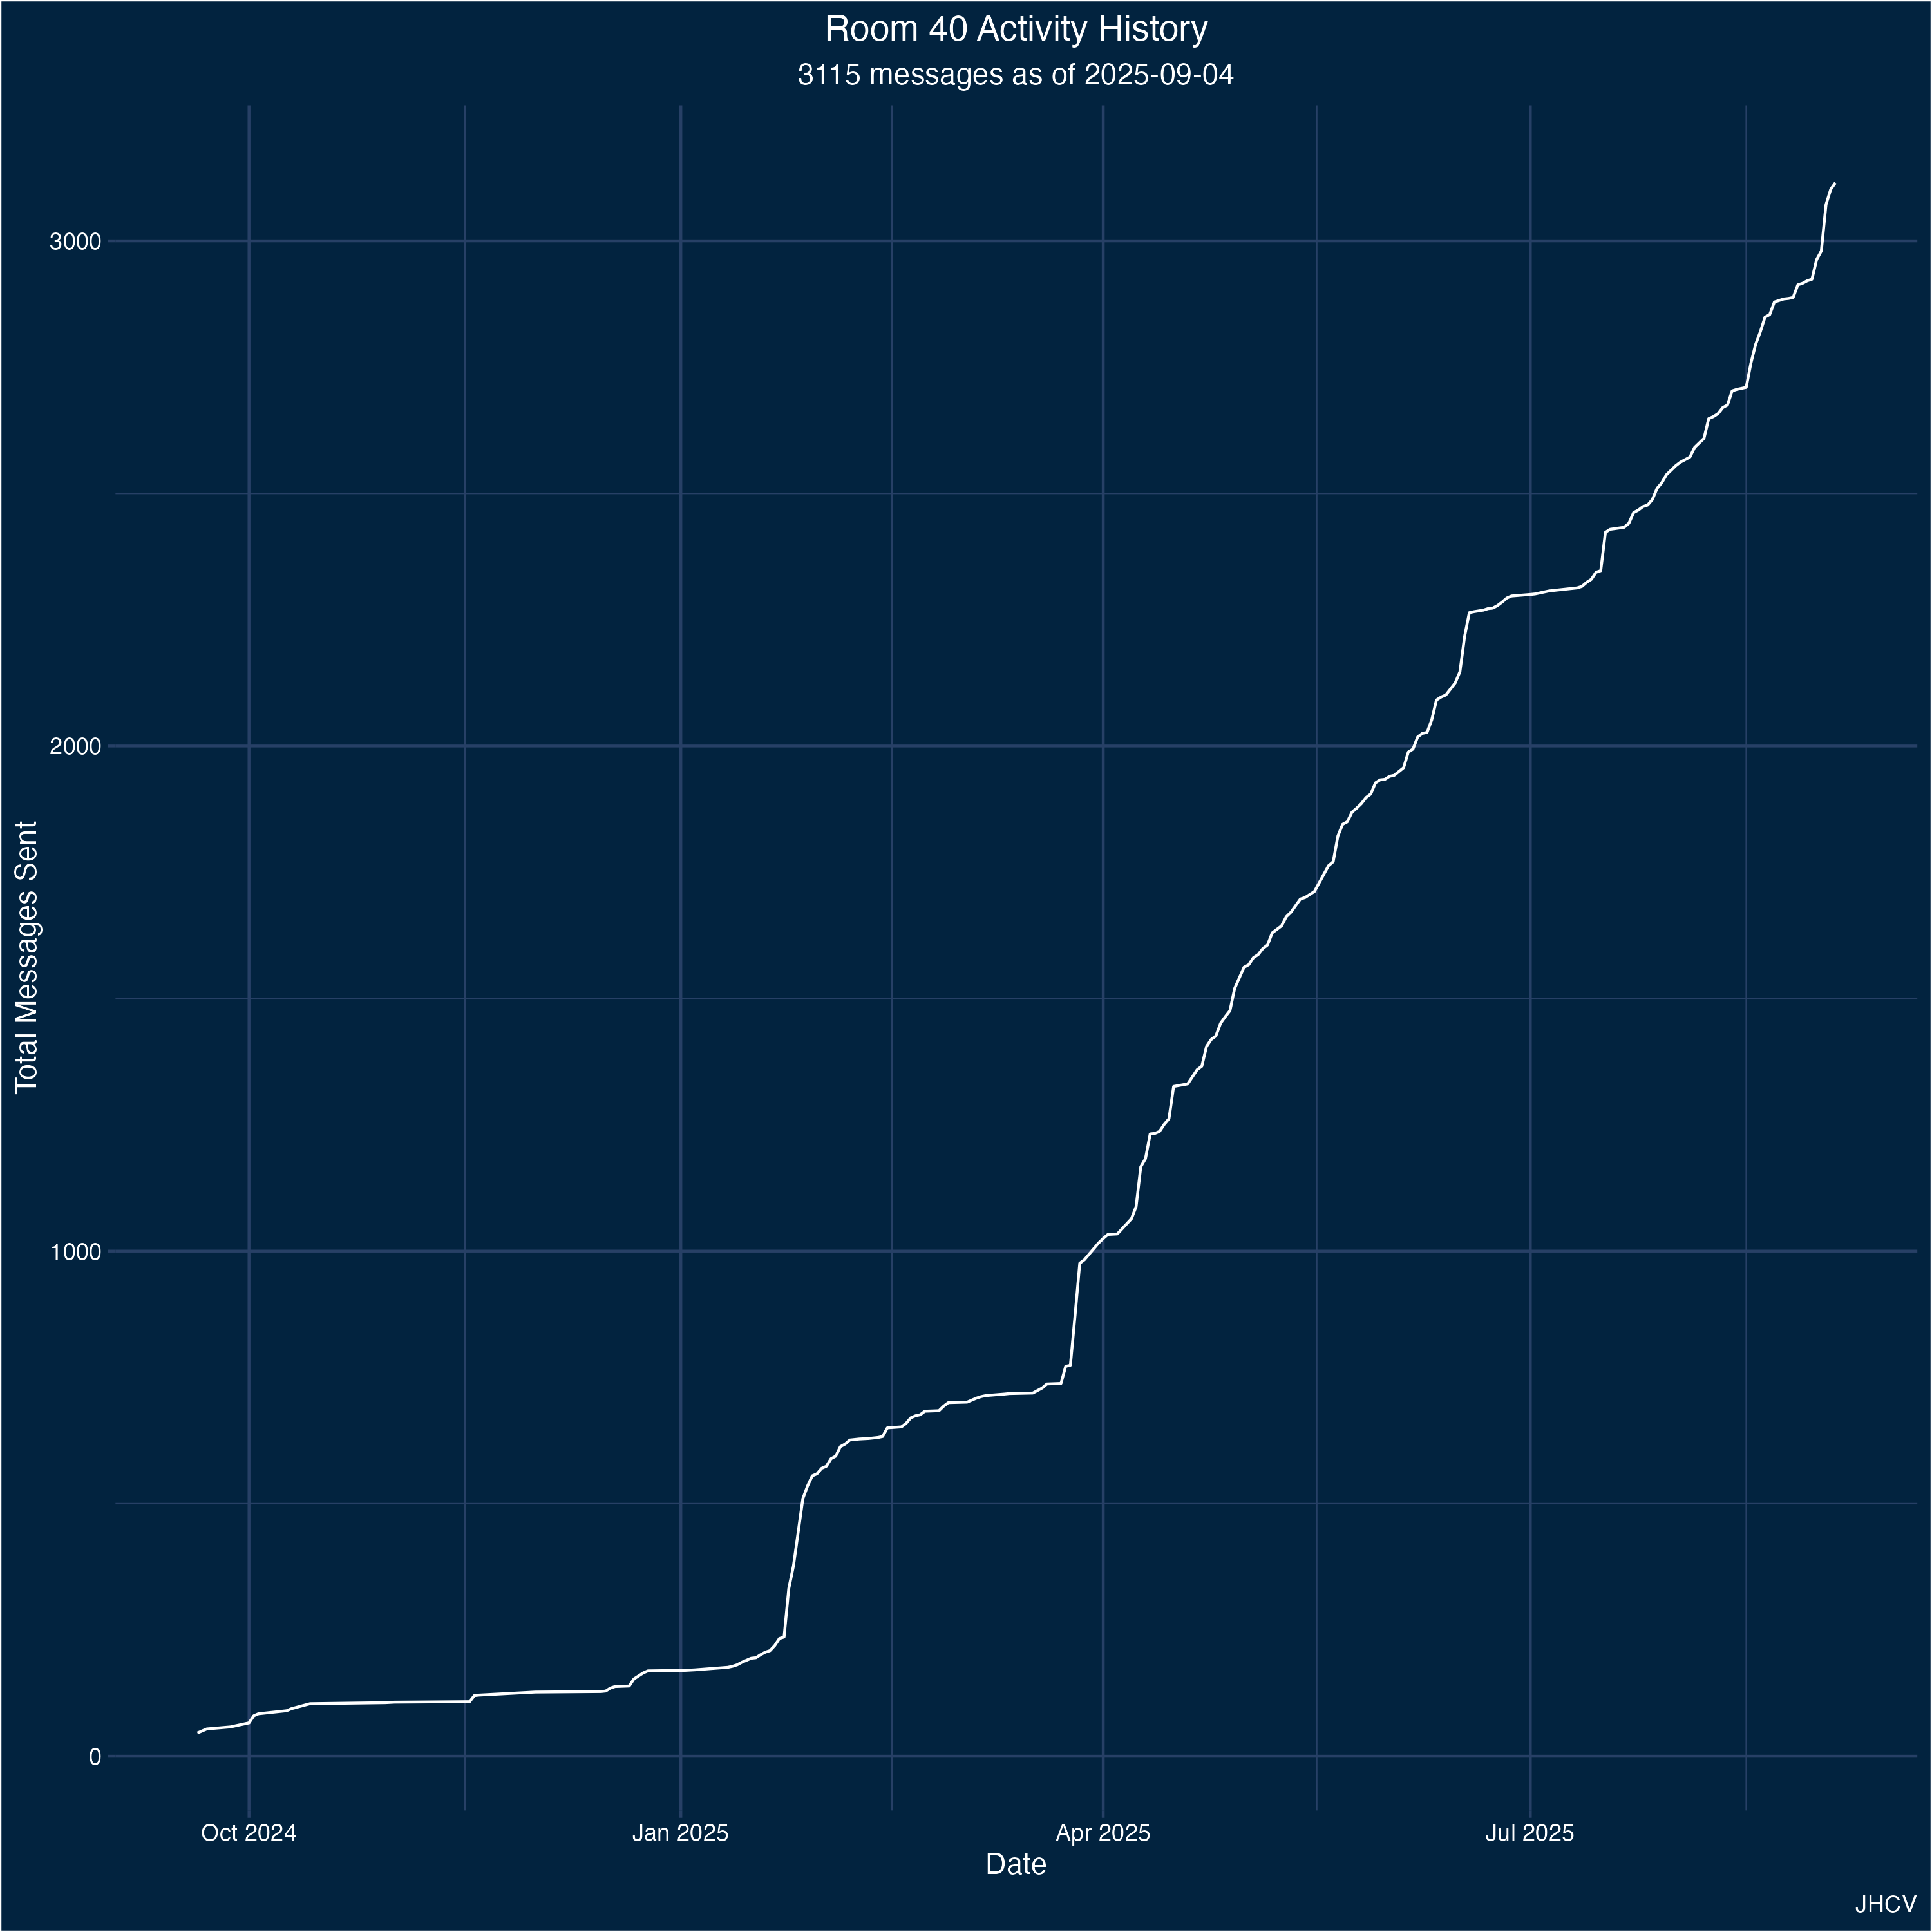 Room 40 Activity History
3115 messages as of 2025-09-04
Total Messages Sent
3000
2000
1000
0
Oct 2024
Jan 2025
Apr 2025
Jul 2025
Date
JHCV